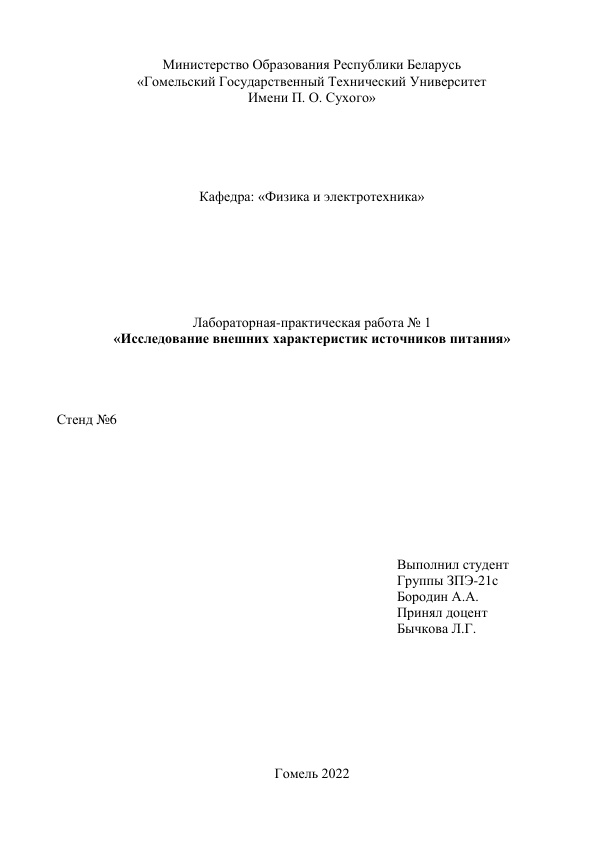 Министерство Образования Республики Беларусь
«Гомельский Государственный Технический Университет
Имени П. О. Сухого»
Кафедра: «Физика и электротехника»
Лабораторная-практическая работа № 1
«Исследование внешних характеристик источников питания»
Стенд №6
Выполнил студент
Группы ЗПЭ-21с
Бородин А.А.
Принял доцент
Бычкова Л.Г.
Гомель 2022